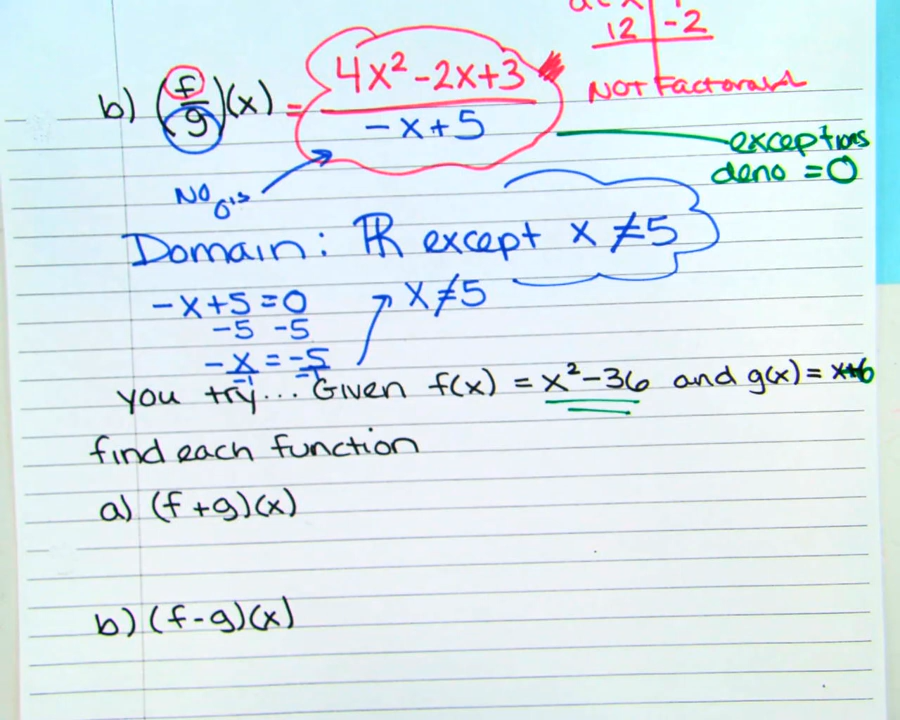 12 -2
NOT Factorable
b) (f/g)(x) = 4x² -2x+3 / -x+5
exceptions
deno = 0
NO 0's
Domain: ℝ except x ≠ 5
-x+5 = 0
-5 -5
x ≠ 5
-x/-1 = -5/-1
you try... Given f(x) = x² - 36 and g(x) = x+6
find each function
a) (f + g)(x)
b) (f - g)(x)